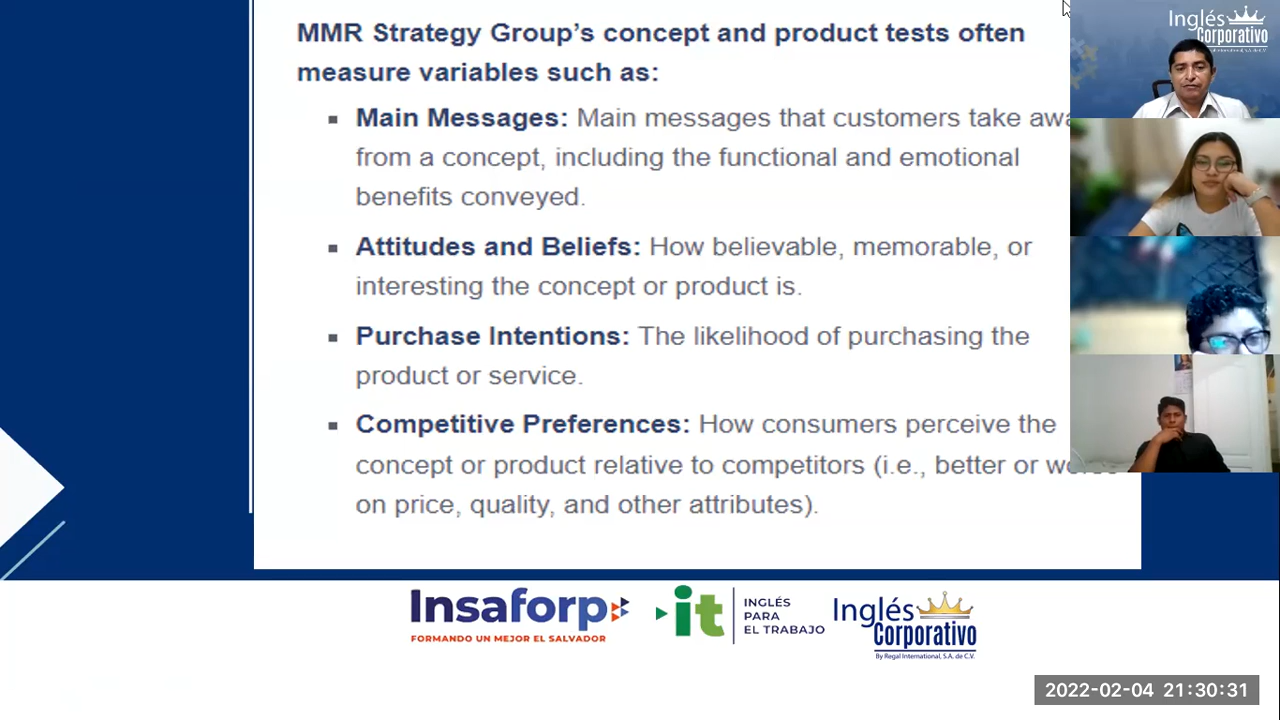 MMR Strategy Group's concept and product tests often
measure variables such as:
▪ Main Messages: Main messages that customers take
from a concept, including the functional and emotional
benefits conveyed.
▪ Attitudes and Beliefs: How believable, memorable, or
interesting the concept or product is.
▪ Purchase Intentions: The likelihood of purchasing the
product or service.
▪ Competitive Preferences: How consumers perceive the
concept or product relative to competitors (i.e., better or
on price, quality, and other attributes).
Inglés
Corporativo
Insaforp
FORMANDO UN MEJOR EL SALVADOR
it
INGLÉS
PARA
EL TRABAJO
Inglés
Corporativo
By Regal International, S.A. de C.V.
2022-02-04 21:30:31